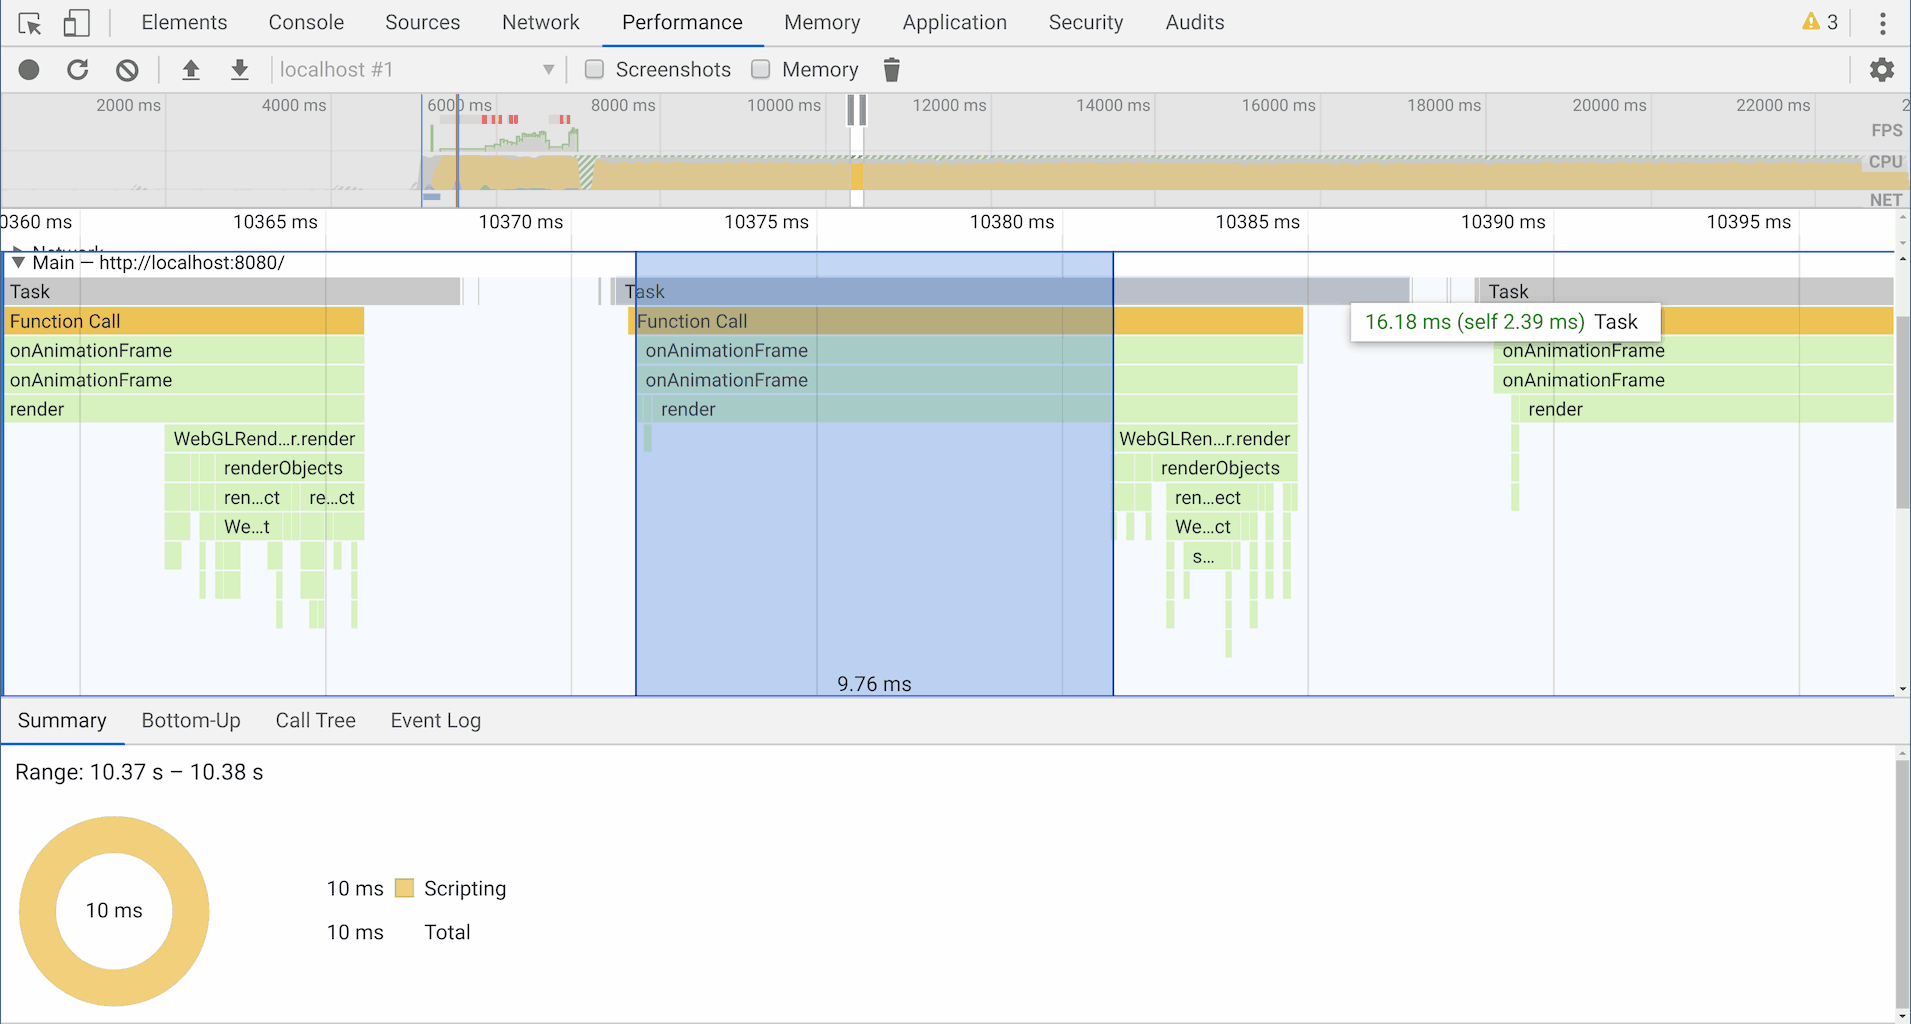 Elements Console Sources Network Performance Memory Application Security Audits 3
localhost #1 Screenshots Memory
2000 ms 4000 ms 6000 ms 8000 ms 10000 ms 12000 ms 14000 ms 16000 ms 18000 ms 20000 ms 22000 ms 2
FPS
CPU
NET
0360 ms 10365 ms 10370 ms 10375 ms 10380 ms 10385 ms 10390 ms 10395 ms
Network
Main — http://localhost:8080/
Task Task Task
Function Call Function Call 16.18 ms (self 2.39 ms) Task
onAnimationFrame onAnimationFrame onAnimationFrame
onAnimationFrame onAnimationFrame onAnimationFrame
render render render
WebGLRend...r.render WebGLRen...r.render
renderObjects renderObjects
ren...ct re...ct ren...ect
We...t We...ct
s...
9.76 ms
Summary Bottom-Up Call Tree Event Log
Range: 10.37 s – 10.38 s
10 ms 10 ms Scripting
10 ms Total